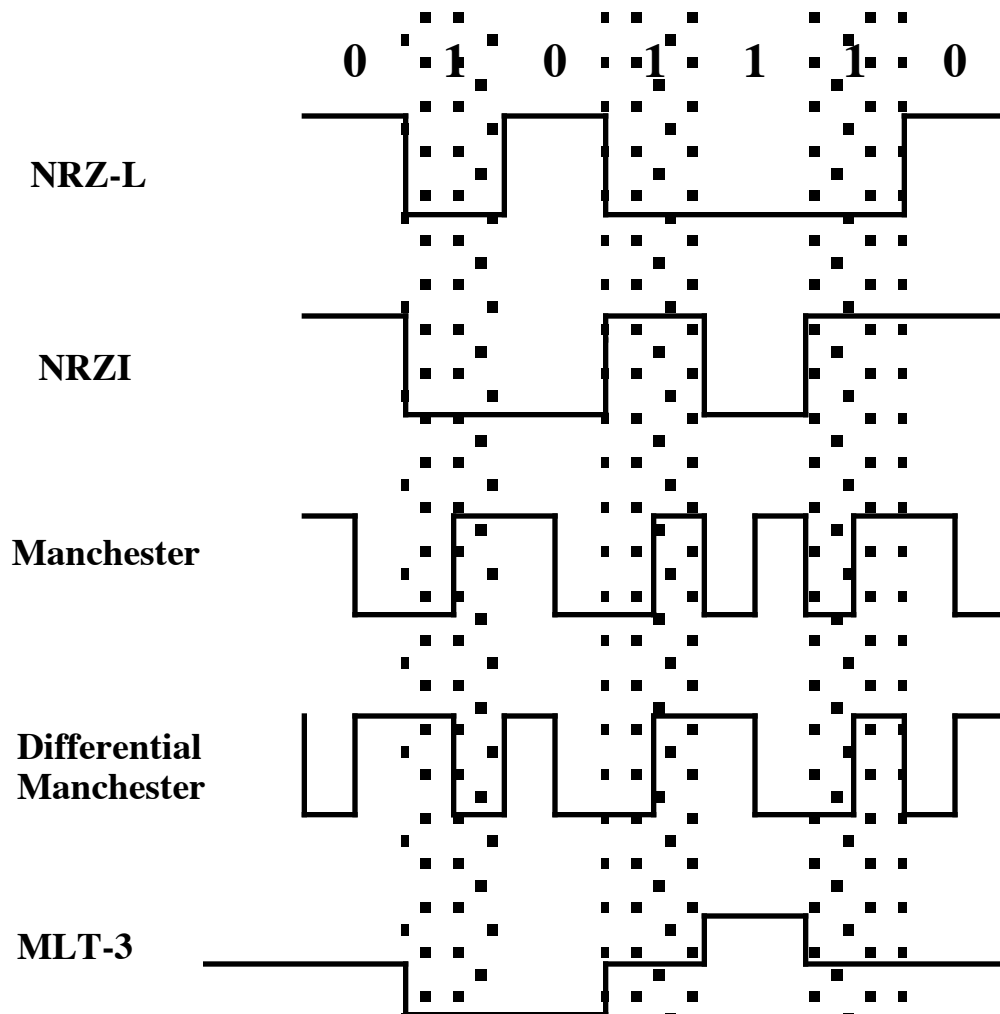 0 1 0 1 1 1 0
NRZ-L
NRZI
Manchester
Differential
Manchester
MLT-3